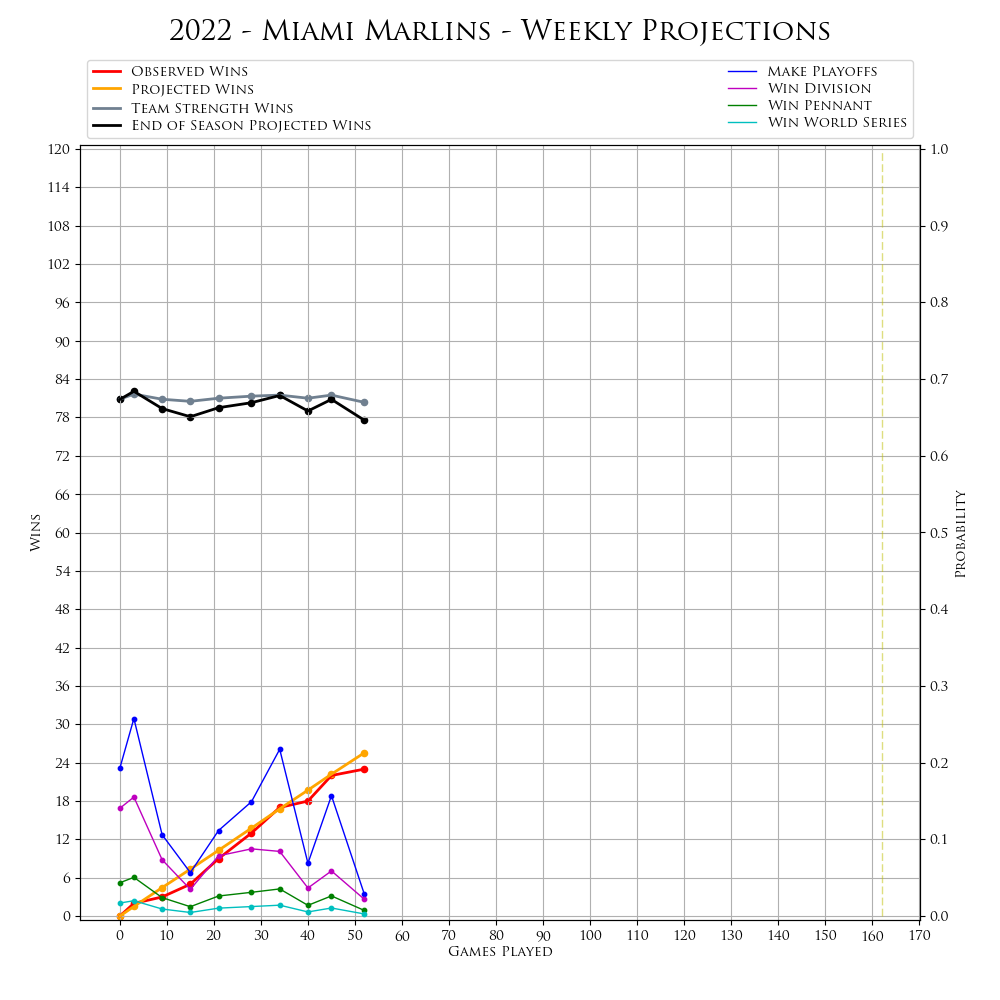 2022 - Miami Marlins - Weekly Projections
Observed Wins
Projected Wins
Team Strength Wins
End of Season Projected Wins
Make Playoffs
Win Division
Win Pennant
Win World Series
120
114
108
102
96
90
84
78
72
66
60
54
48
42
36
30
24
18
12
6
0
Wins
1.0
0.9
0.8
0.7
0.6
0.5
0.4
0.3
0.2
0.1
0.0
Probability
0 10 20 30 40 50 60 70 80 90 100 110 120 130 140 150 160 170
Games Played